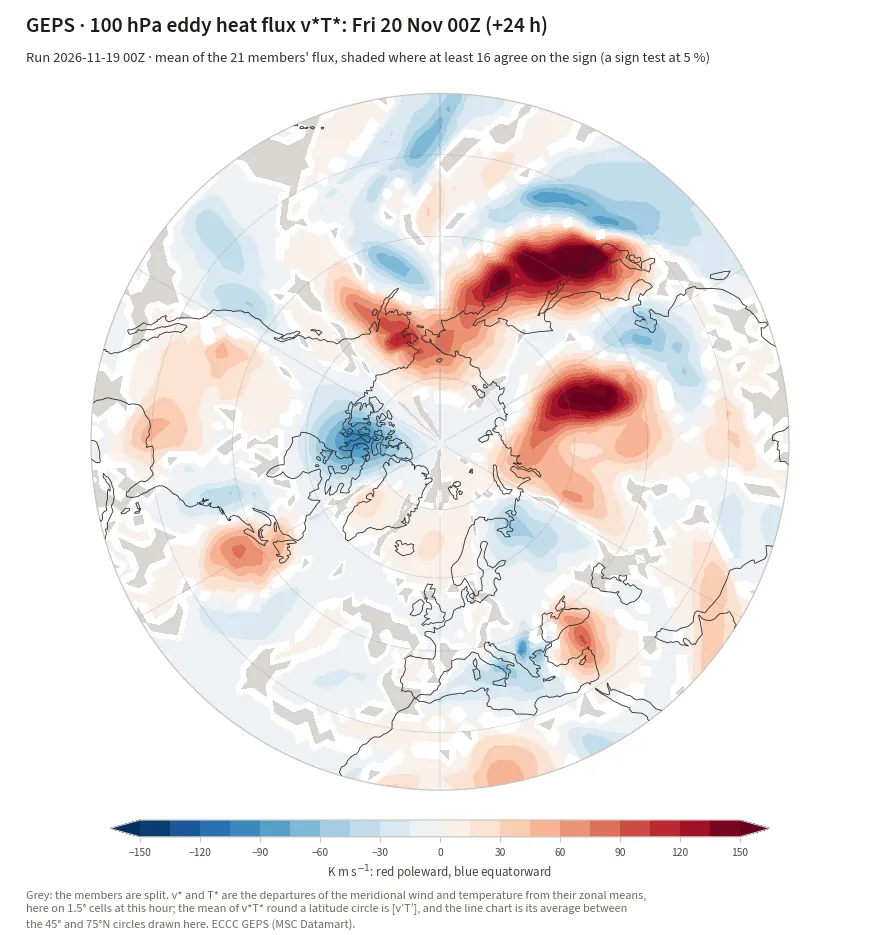 GEPS · 100 hPa eddy heat flux v*T*: Fri 20 Nov 00Z (+24 h)
Run 2026-11-19 00Z · mean of the 21 members' flux, shaded where at least 16 agree on the sign (a sign test at 5 %)
−150 −120 −90 −60 −30 0 30 60 90 120 150
K m s⁻¹: red poleward, blue equatorward
Grey: the members are split. v* and T* are the departures of the meridional wind and temperature from their zonal means,
here on 1.5° cells at this hour; the mean of v*T* round a latitude circle is [v'T'], and the line chart is its average between
the 45° and 75°N circles drawn here. ECCC GEPS (MSC Datamart).